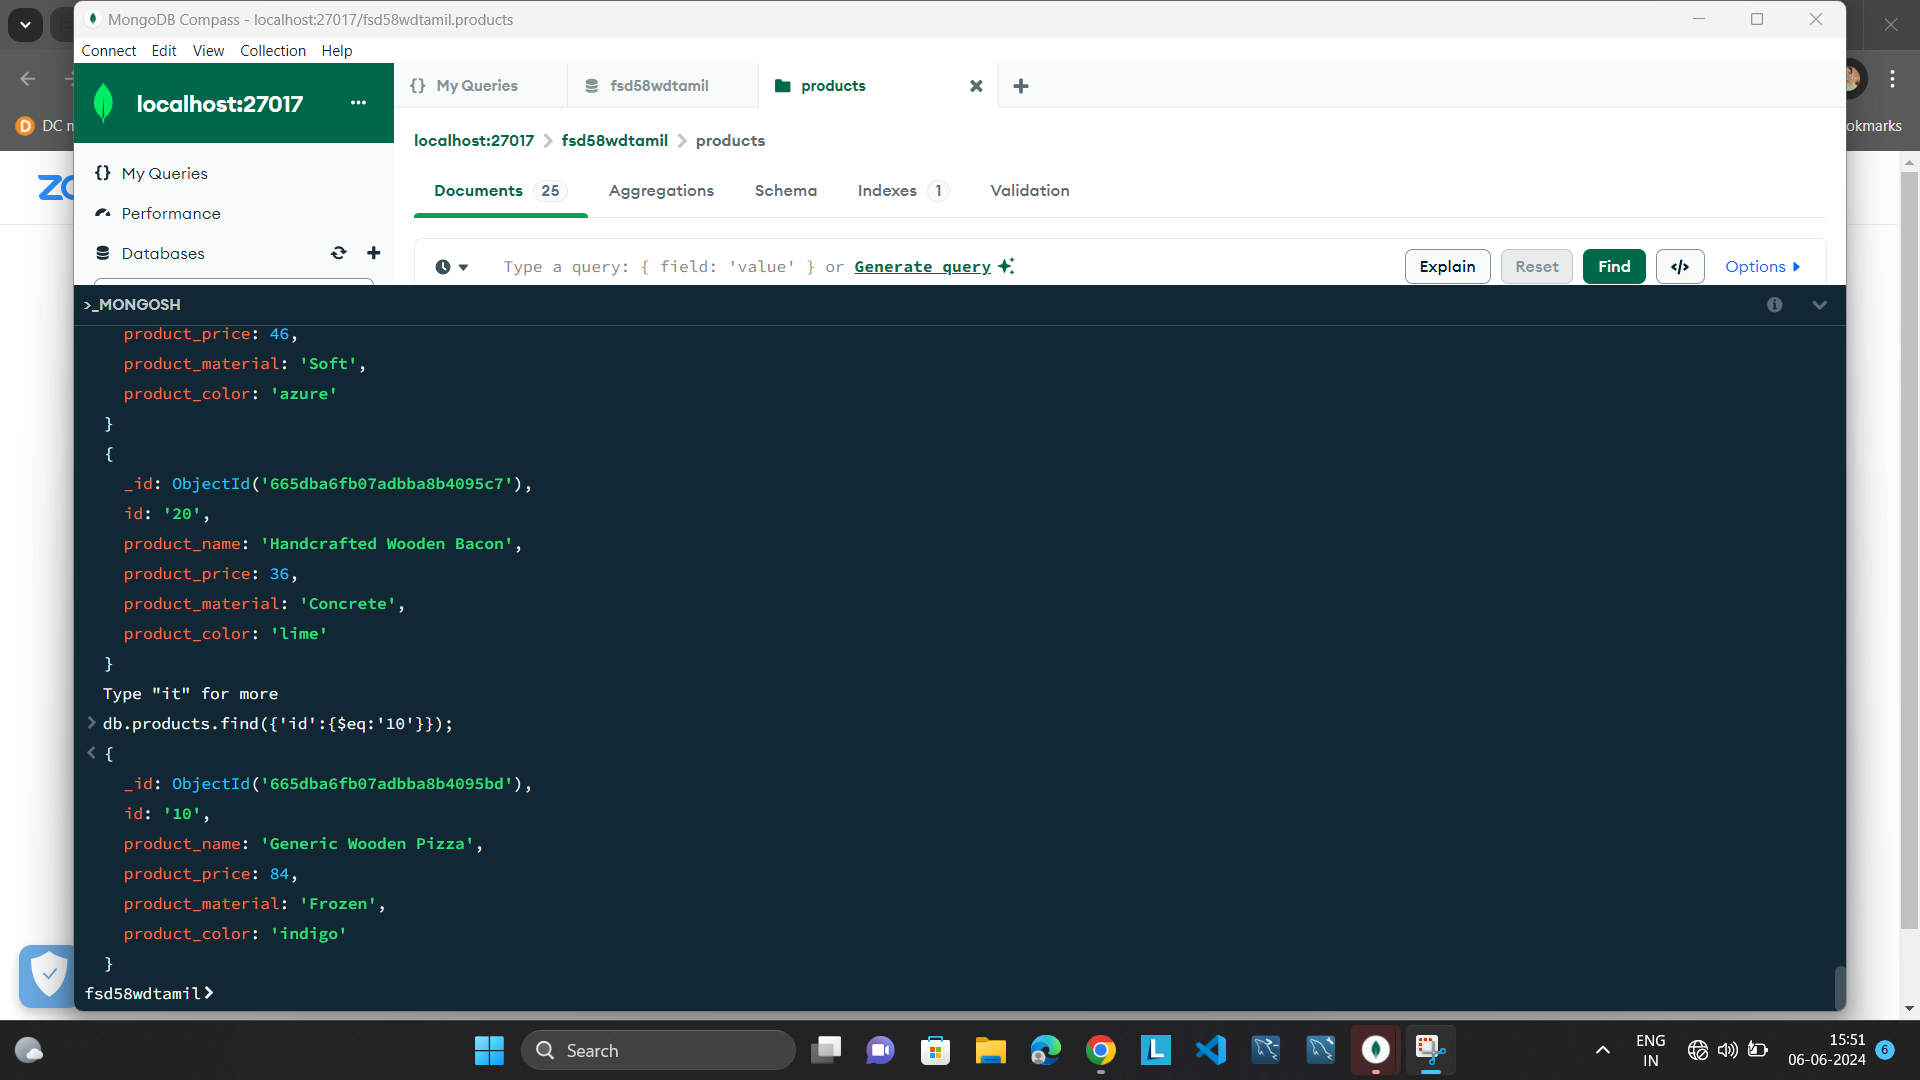 MongoDB Compass - localhost:27017/fsd58wdtamil.products
Connect Edit View Collection Help
localhost:27017 ...
{} My Queries
fsd58wdtamil
products
D DC
okmarks
localhost:27017 > fsd58wdtamil > products
{} My Queries
Performance
Databases
Documents 25 Aggregations Schema Indexes 1 Validation
Type a query: { field: 'value' } or Generate query
Explain Reset Find </> Options
>_MONGOSH
product_price: 46,
product_material: 'Soft',
product_color: 'azure'
}
{
_id: ObjectId('665dba6fb07adbba8b4095c7'),
id: '20',
product_name: 'Handcrafted Wooden Bacon',
product_price: 36,
product_material: 'Concrete',
product_color: 'lime'
}
Type "it" for more
> db.products.find({'id':{$eq:'10'}});
< {
_id: ObjectId('665dba6fb07adbba8b4095bd'),
id: '10',
product_name: 'Generic Wooden Pizza',
product_price: 84,
product_material: 'Frozen',
product_color: 'indigo'
}
fsd58wdtamil>
Search
L
ENG
IN
15:51
06-06-2024
6